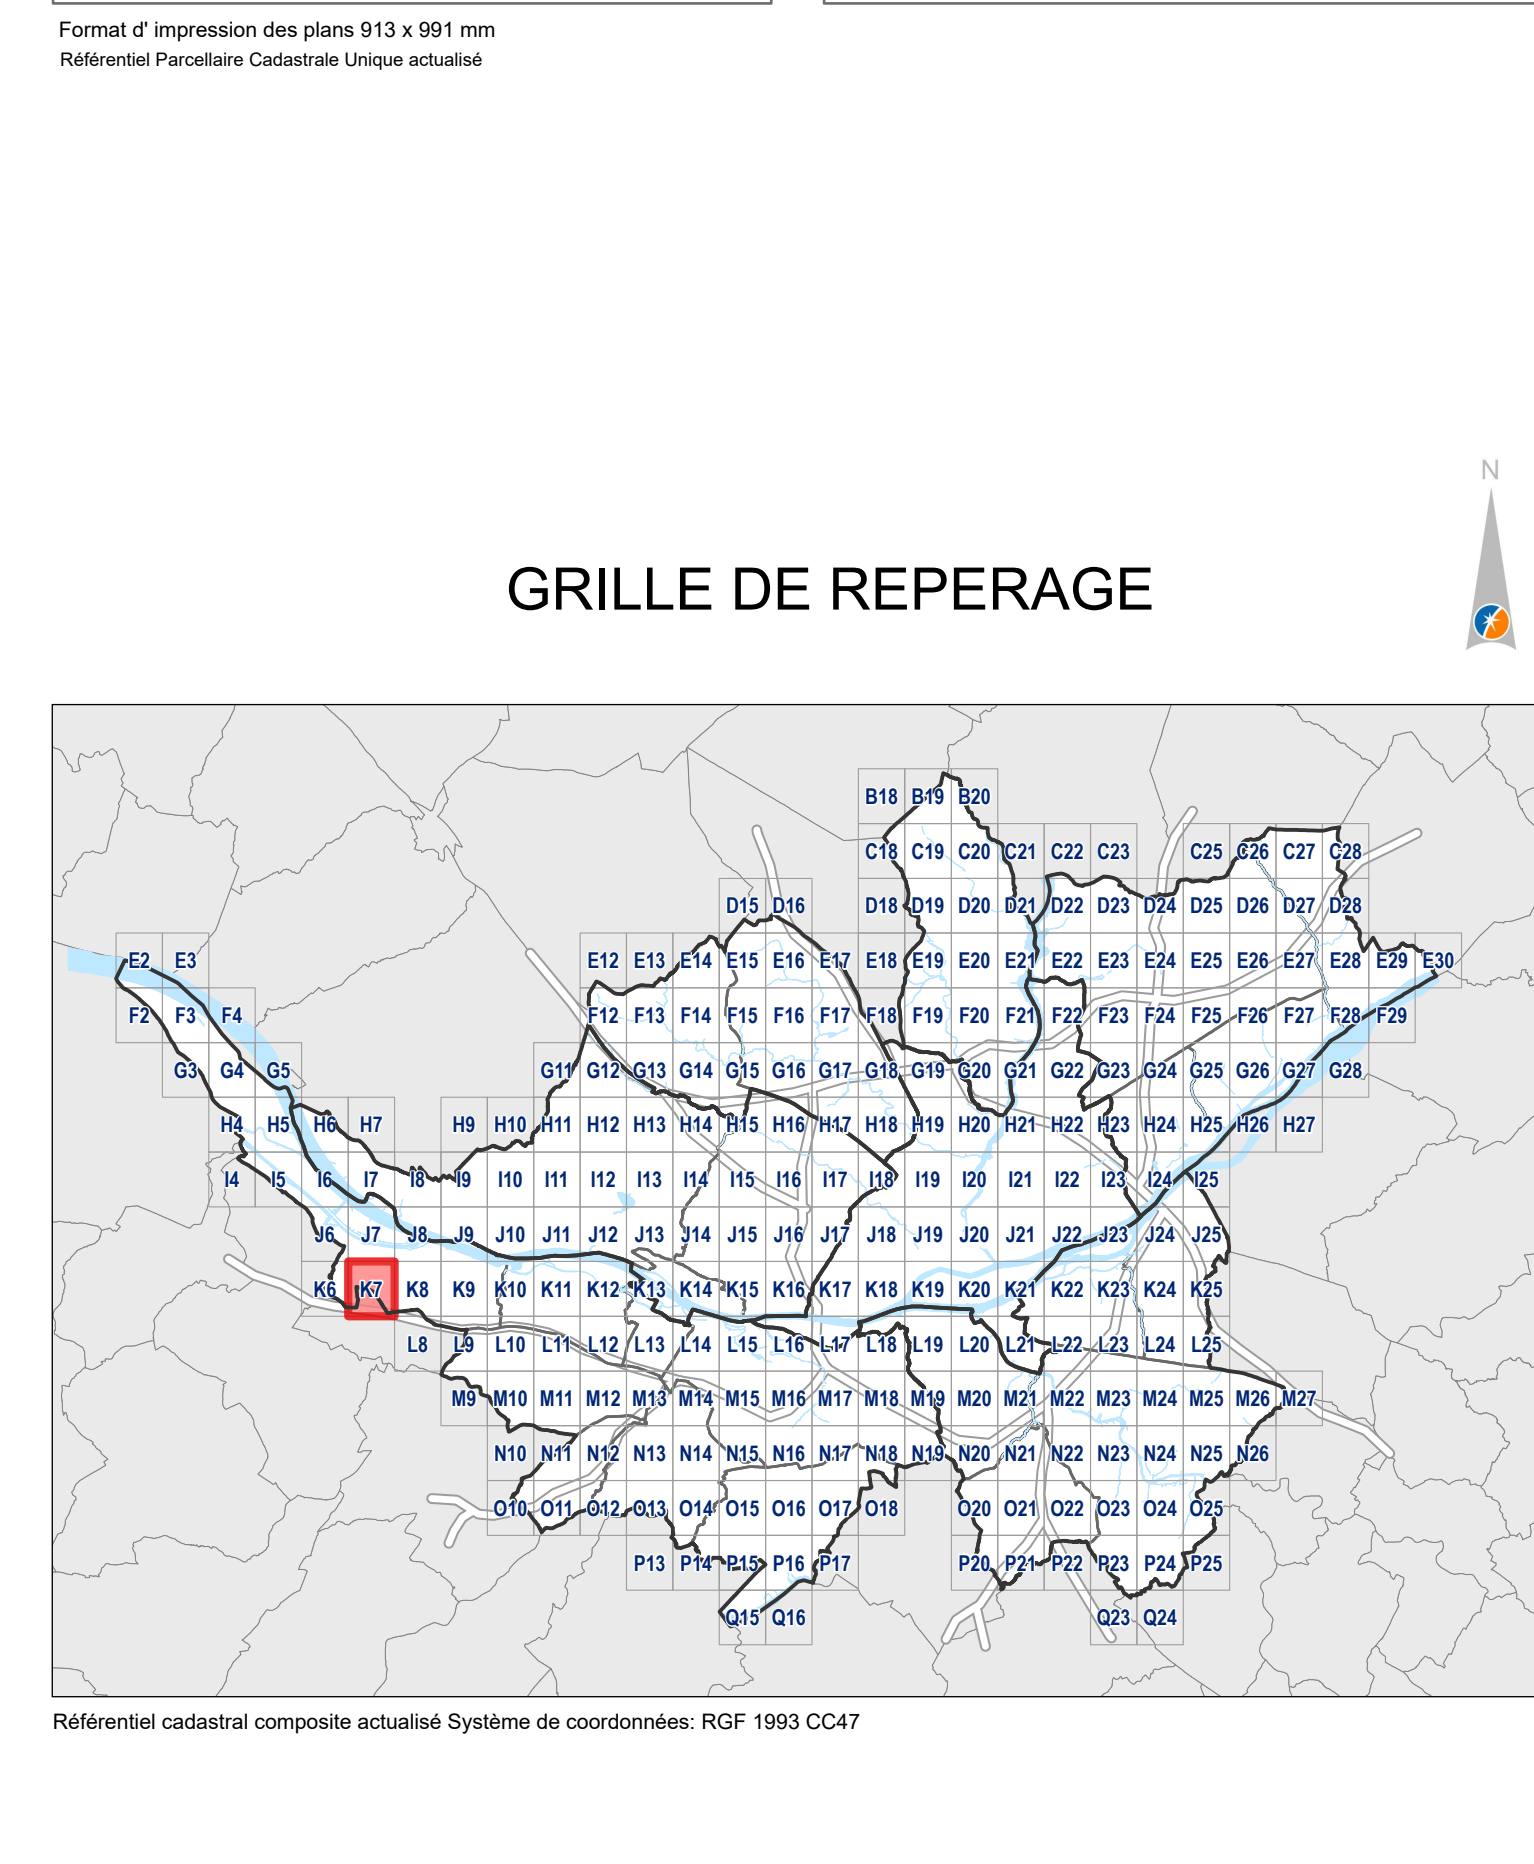 Format d' impression des plans 913 x 991 mm
Référentiel Parcellaire Cadastrale Unique actualisé
N
GRILLE DE REPERAGE
B18 B19 B20
C18 C19 C20 C21 C22 C23 C25 C26 C27 C28
D15 D16 D18 D19 D20 D21 D22 D23 D24 D25 D26 D27 D28
E2 E3 E12 E13 E14 E15 E16 E17 E18 E19 E20 E21 E22 E23 E24 E25 E26 E27 E28 E29 E30
F2 F3 F4 F12 F13 F14 F15 F16 F17 F18 F19 F20 F21 F22 F23 F24 F25 F26 F27 F28 F29
G3 G4 G5 G11 G12 G13 G14 G15 G16 G17 G18 G19 G20 G21 G22 G23 G24 G25 G26 G27 G28
H4 H5 H6 H7 H9 H10 H11 H12 H13 H14 H15 H16 H17 H18 H19 H20 H21 H22 H23 H24 H25 H26 H27
I4 I5 I6 I7 I8 I9 I10 I11 I12 I13 I14 I15 I16 I17 I18 I19 I20 I21 I22 I23 I24 I25
J6 J7 J8 J9 J10 J11 J12 J13 J14 J15 J16 J17 J18 J19 J20 J21 J22 J23 J24 J25
K6 K7 K8 K9 K10 K11 K12 K13 K14 K15 K16 K17 K18 K19 K20 K21 K22 K23 K24 K25
L8 L9 L10 L11 L12 L13 L14 L15 L16 L17 L18 L19 L20 L21 L22 L23 L24 L25
M9 M10 M11 M12 M13 M14 M15 M16 M17 M18 M19 M20 M21 M22 M23 M24 M25 M26 M27
N10 N11 N12 N13 N14 N15 N16 N17 N18 N19 N20 N21 N22 N23 N24 N25 N26
O10 O11 O12 O13 O14 O15 O16 O17 O18 O20 O21 O22 O23 O24 O25
P13 P14 P15 P16 P17 P20 P21 P22 P23 P24 P25
Q15 Q16 Q23 Q24
Référentiel cadastral composite actualisé Système de coordonnées: RGF 1993 CC47